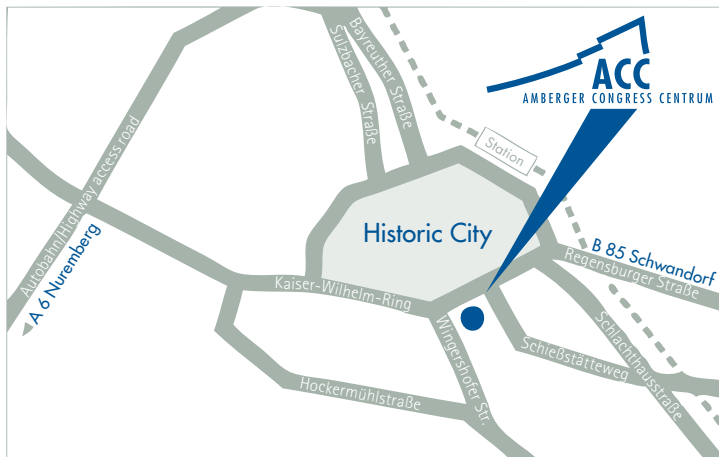 ACC
AMBERGER CONGRESS CENTRUM
Bayreuther Straße
Sulzbacher Straße
Station
Autobahn/Highway access road
A 6 Nuremberg
Historic City
B 85 Schwandorf
Regensburger Straße
Kaiser-Wilhelm-Ring
Wingershofer Str.
Schießstätteweg
Schlachthausstraße
Hockermühlstraße